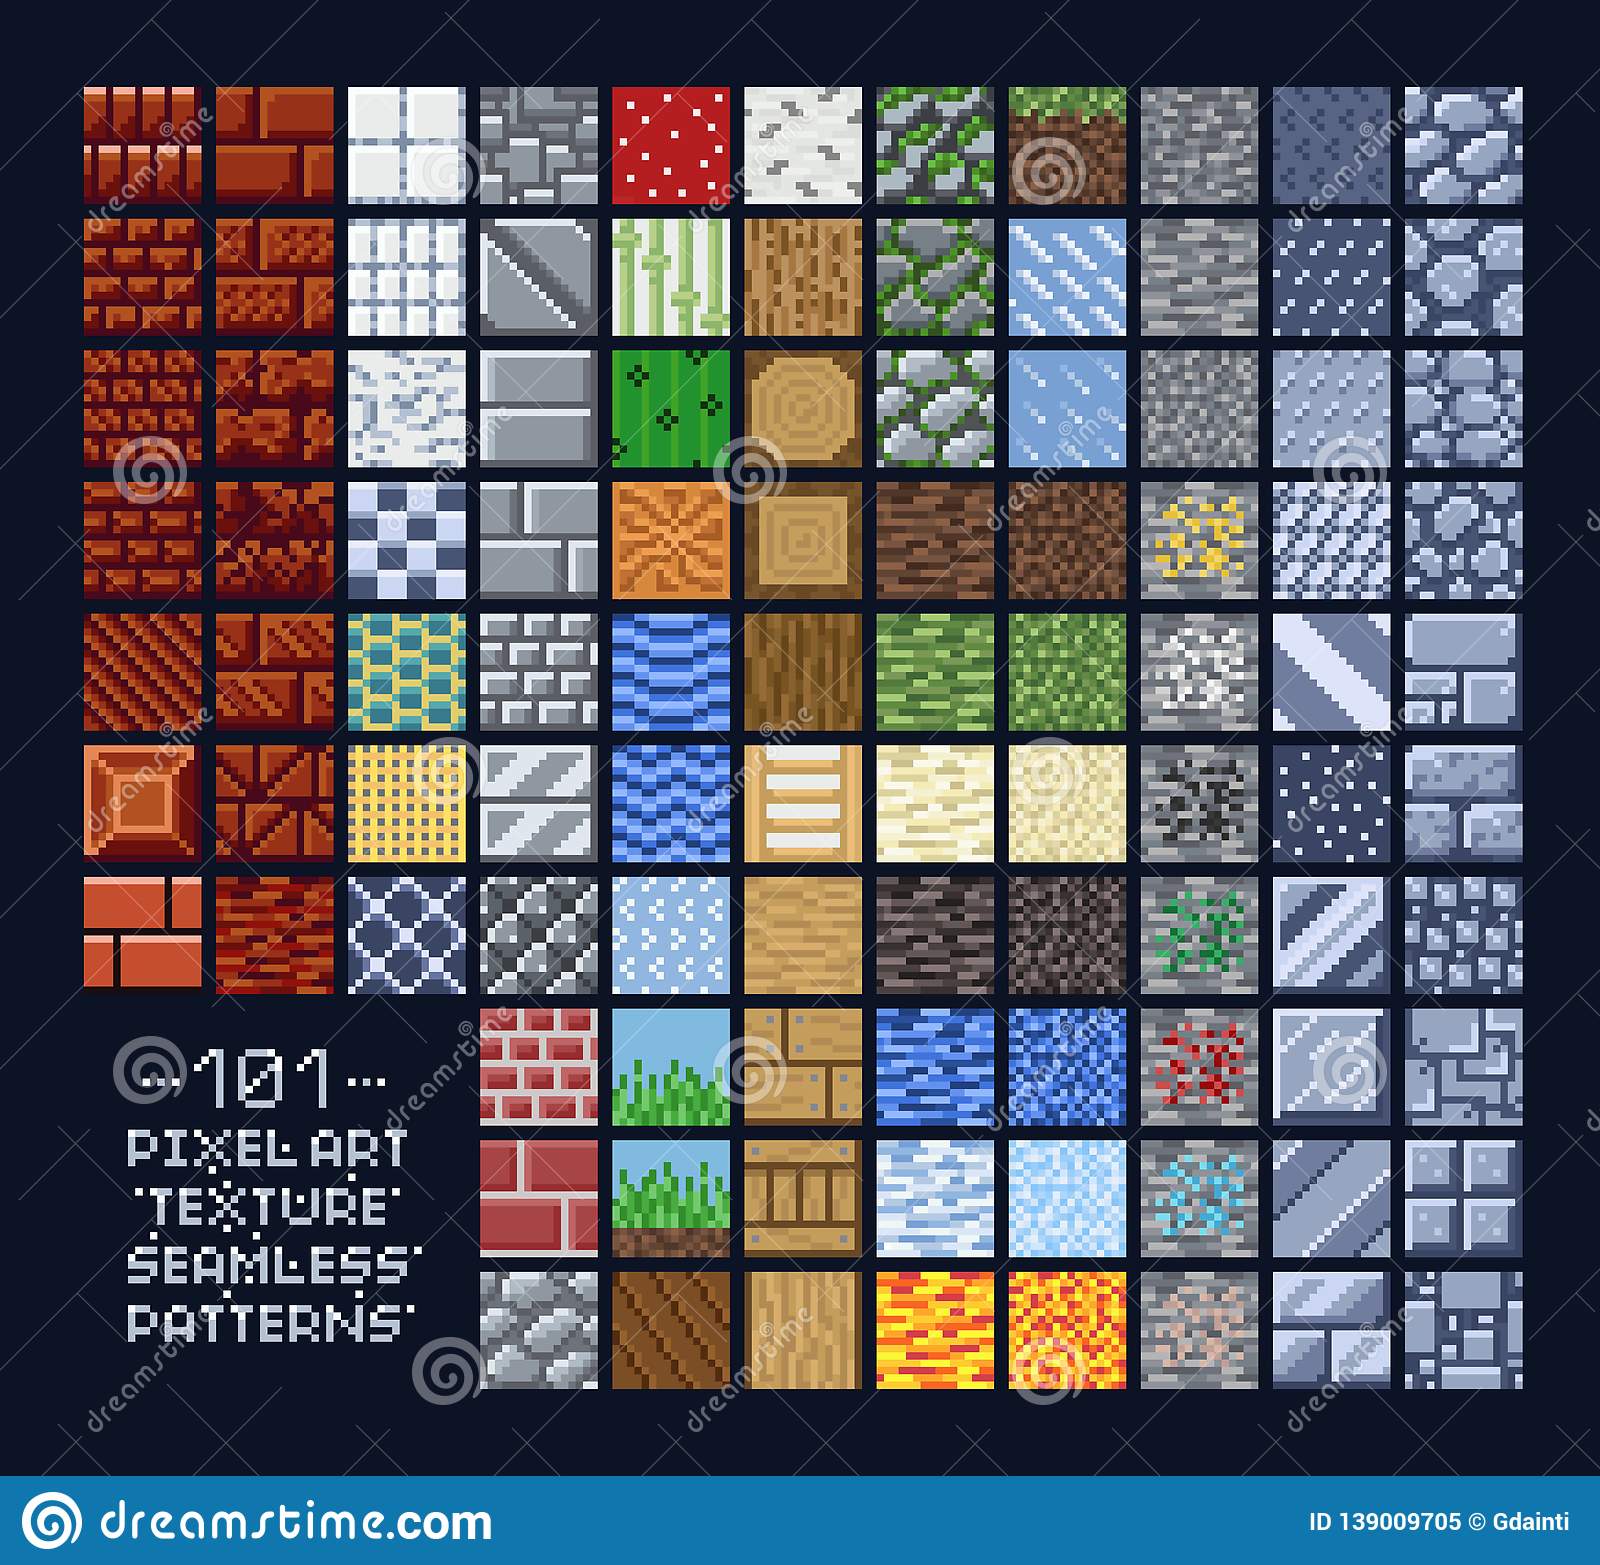 101
PIXEL ART
TEXTURE
SEAMLESS
PATTERNS
dreamstime.com
ID 139009705 © Gdainti